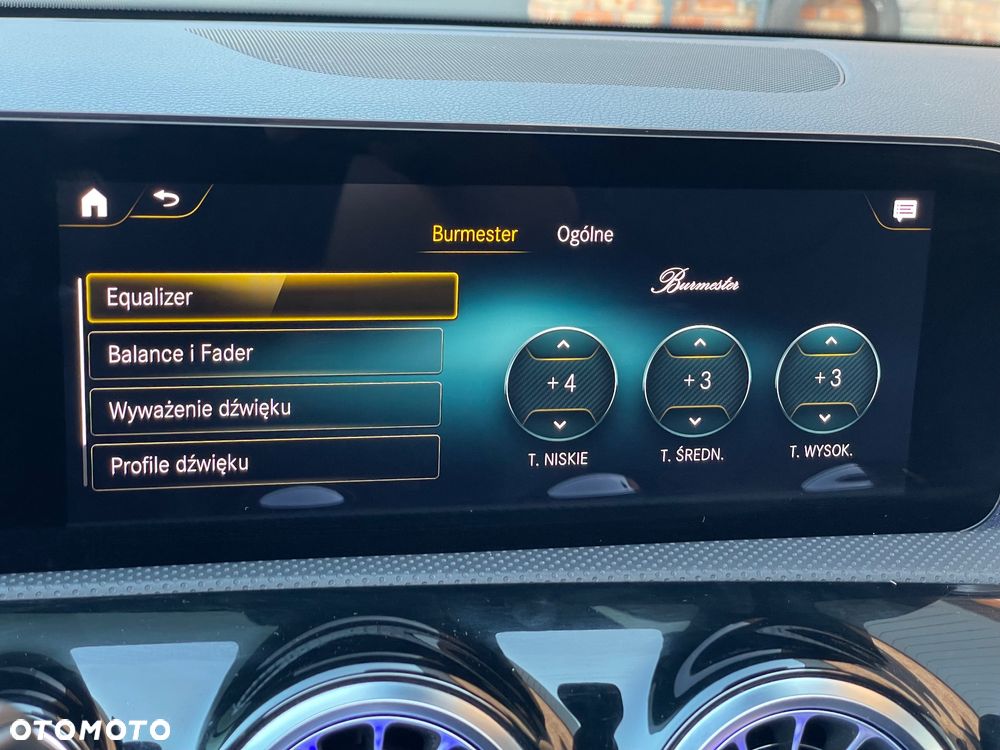 Burmester Ogólne
Equalizer
Balance i Fader
Wyważenie dźwięku
Profile dźwięku
Burmester
+4 +3 +3
T. NISKIE T. ŚREDN. T. WYSOK.
OTOMOTO